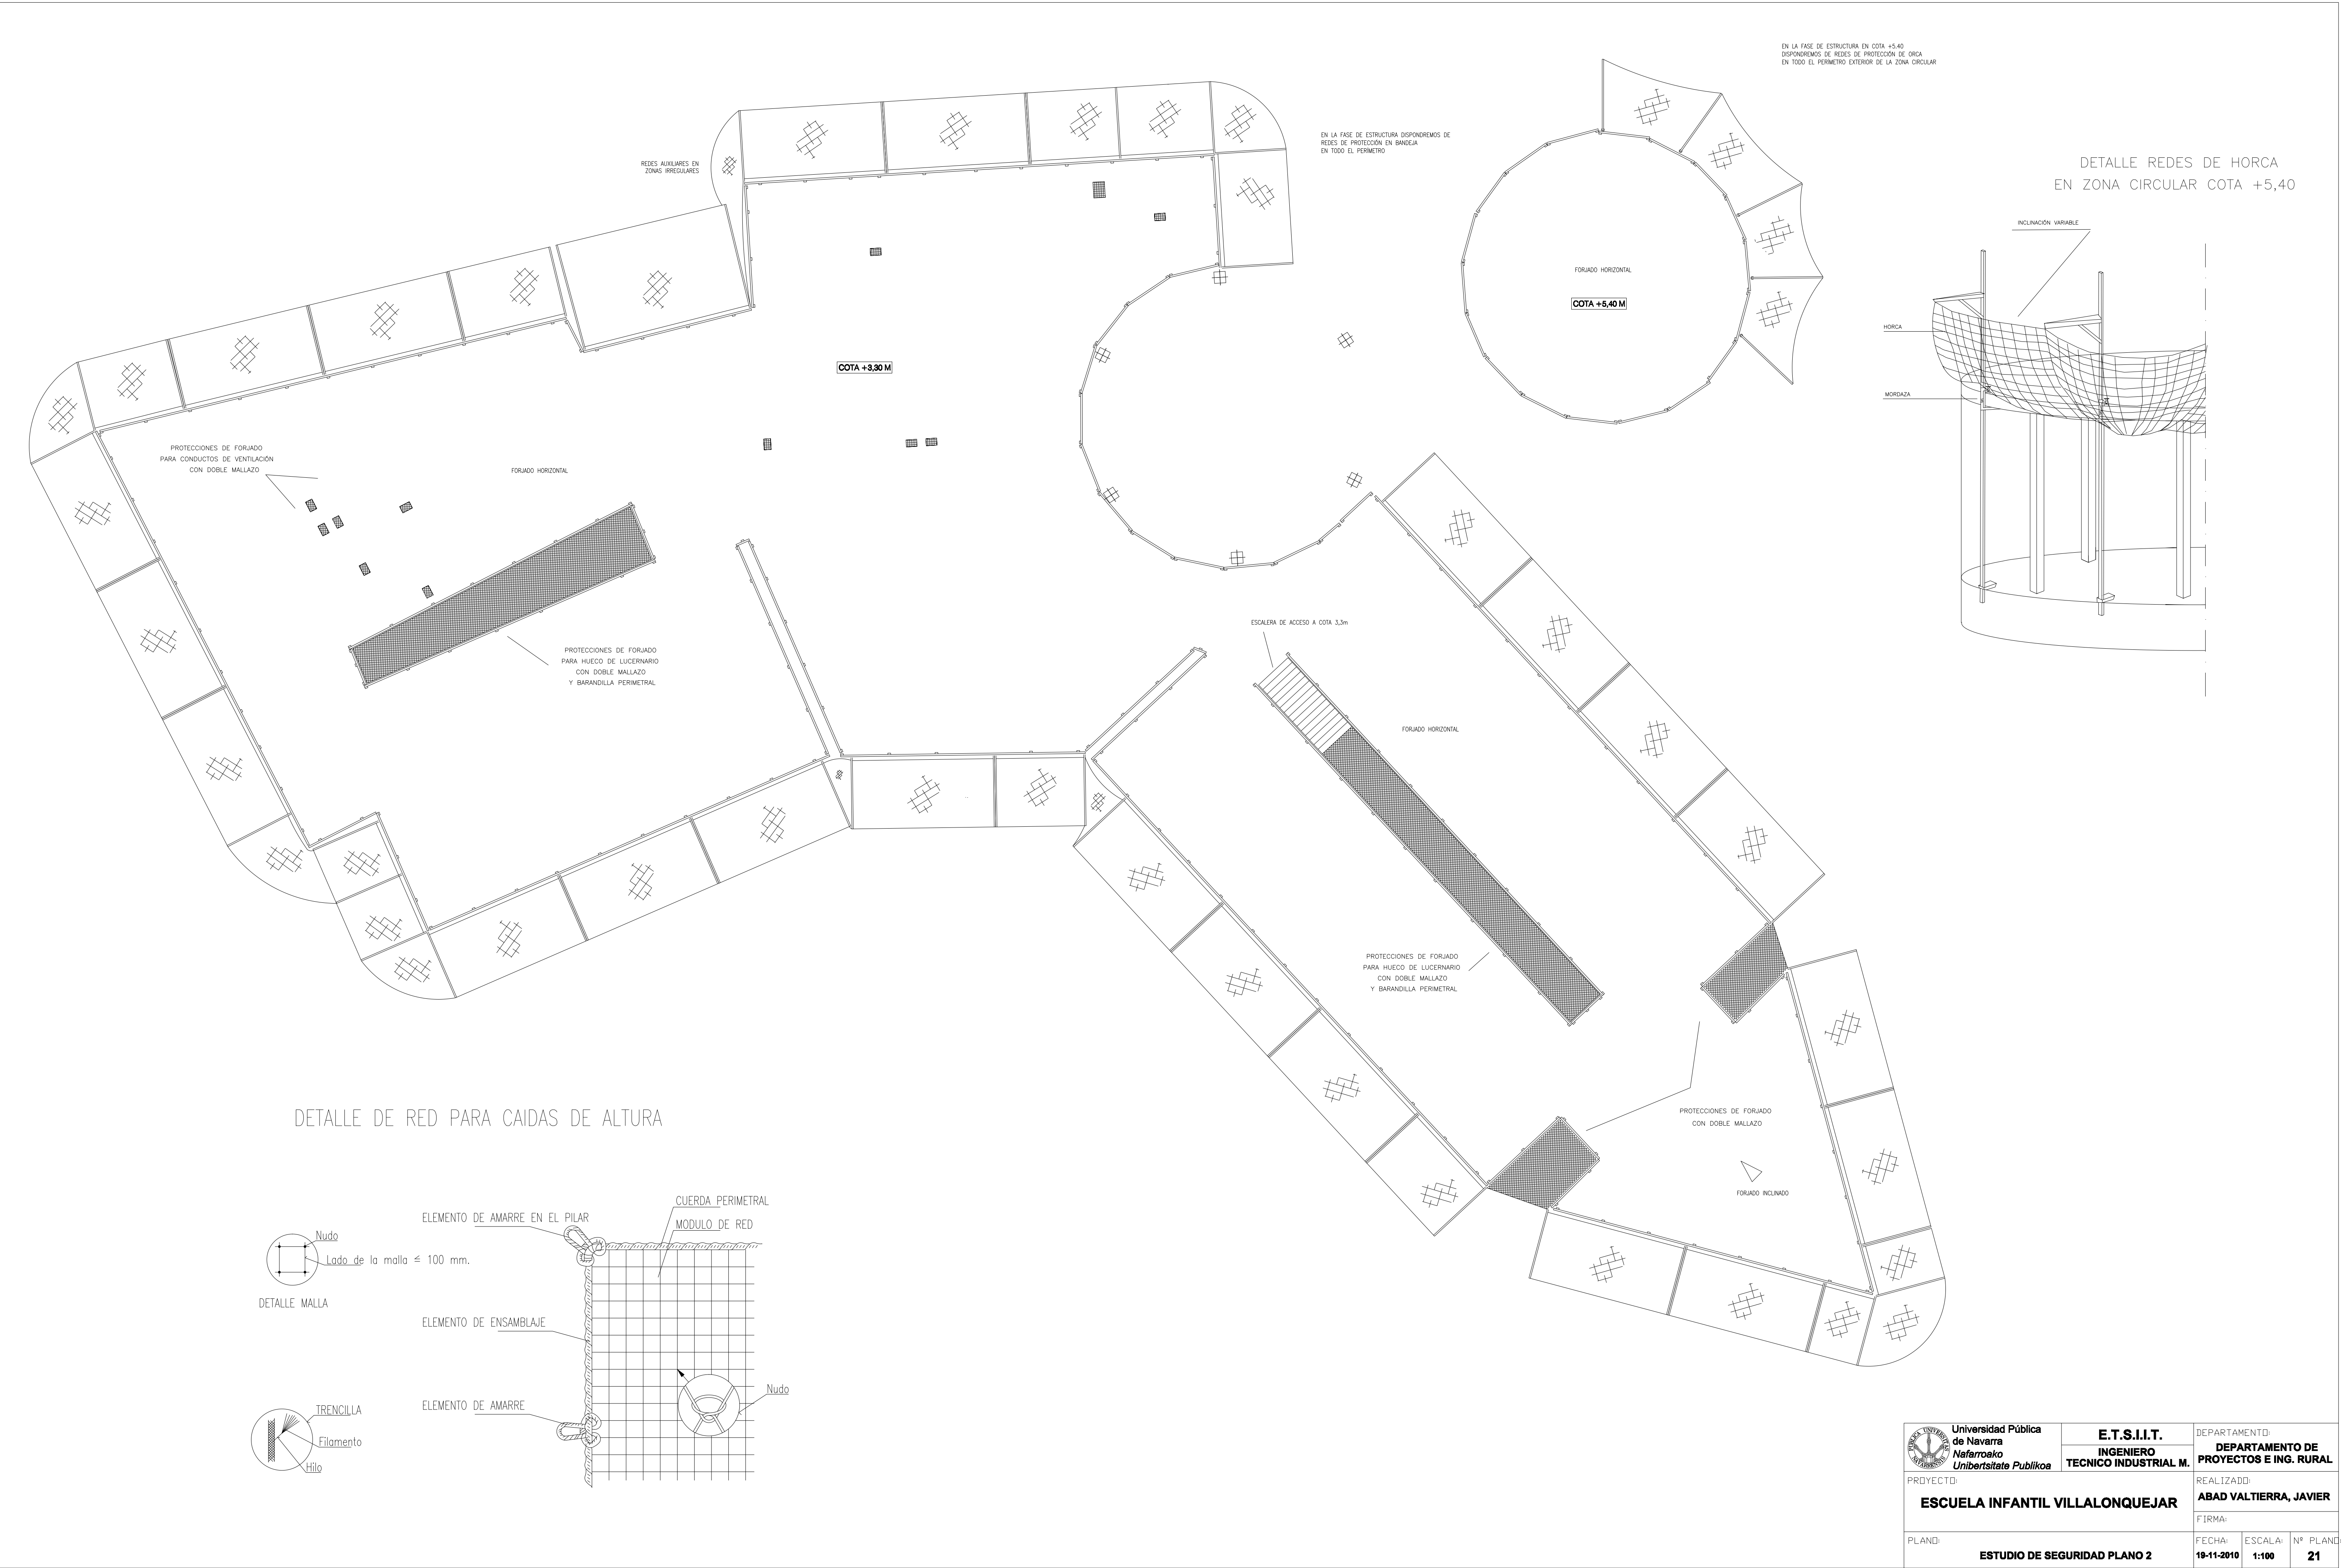 EN LA FASE DE ESTRUCTURA EN COTA +5.40
DISPONDREMOS DE REDES DE PROTECCIÓN DE ORCA
EN TODO EL PERÍMETRO EXTERIOR DE LA ZONA CIRCULAR
EN LA FASE DE ESTRUCTURA DISPONDREMOS DE
REDES DE PROTECCIÓN EN BANDEJA
EN TODO EL PERÍMETRO
REDES AUXILIARES EN
ZONAS IRREGULARES
DETALLE REDES DE HORCA
EN ZONA CIRCULAR COTA +5,40
INCLINACIÓN VARIABLE
FORJADO HORIZONTAL
COTA +5,40 M
HORCA
MORDAZA
COTA +3,30 M
PROTECCIONES DE FORJADO
PARA CONDUCTOS DE VENTILACIÓN
CON DOBLE MALLAZO
FORJADO HORIZONTAL
ESCALERA DE ACCESO A COTA 3,3m
PROTECCIONES DE FORJADO
PARA HUECO DE LUCERNARIO
CON DOBLE MALLAZO
Y BARANDILLA PERIMETRAL
FORJADO HORIZONTAL
PROTECCIONES DE FORJADO
PARA HUECO DE LUCERNARIO
CON DOBLE MALLAZO
Y BARANDILLA PERIMETRAL
PROTECCIONES DE FORJADO
CON DOBLE MALLAZO
FORJADO INCLINADO
DETALLE DE RED PARA CAIDAS DE ALTURA
CUERDA PERIMETRAL
ELEMENTO DE AMARRE EN EL PILAR
MODULO DE RED
Nudo
Lado de la malla ≤ 100 mm.
DETALLE MALLA
ELEMENTO DE ENSAMBLAJE
Nudo
ELEMENTO DE AMARRE
TRENCILLA
Filamento
Hilo
Universidad Pública
de Navarra
Nafarroako
Unibertsitate Publikoa
E.T.S.I.I.T.
INGENIERO
TECNICO INDUSTRIAL M.
DEPARTAMENTO:
DEPARTAMENTO DE
PROYECTOS E ING. RURAL
PROYECTO:
ESCUELA INFANTIL VILLALONQUEJAR
REALIZADO:
ABAD VALTIERRA, JAVIER
FIRMA:
PLANO:
ESTUDIO DE SEGURIDAD PLANO 2
FECHA:
19-11-2010
ESCALA:
1:100
Nº PLANO:
21